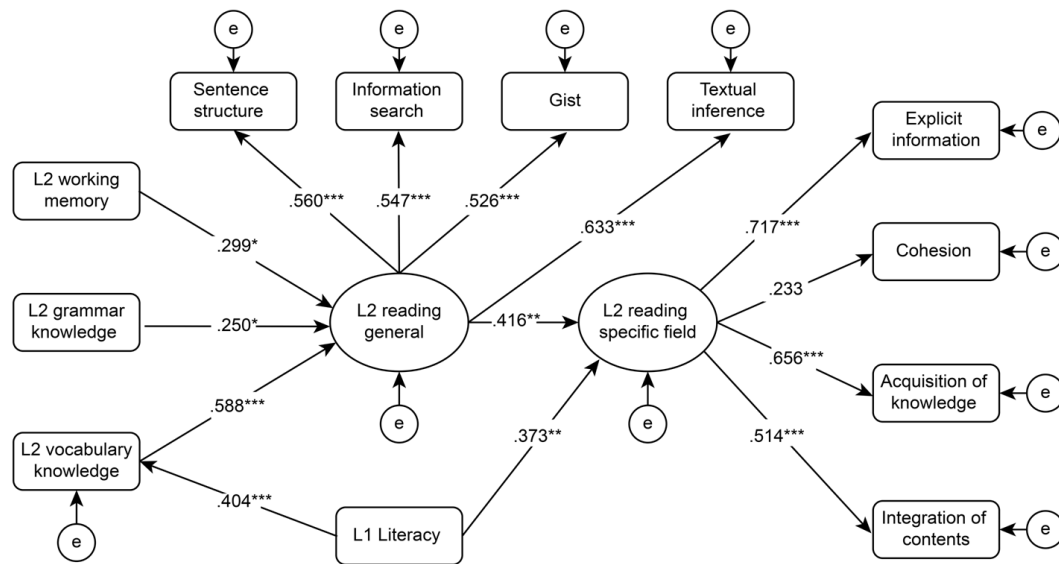 e
e
e
e
Sentence
structure
Information
search
Gist
Textual
inference
Explicit
information
e
L2 working
memory
.560***
.547***
.526***
.633***
.717***
.299*
Cohesion
e
L2 grammar
knowledge
.250*
L2 reading
general
.416**
L2 reading
specific field
.233
.656***
.588***
Acquisition of
knowledge
e
e
e
.373**
.514***
L2 vocabulary
knowledge
.404***
e
L1 Literacy
Integration of
contents
e